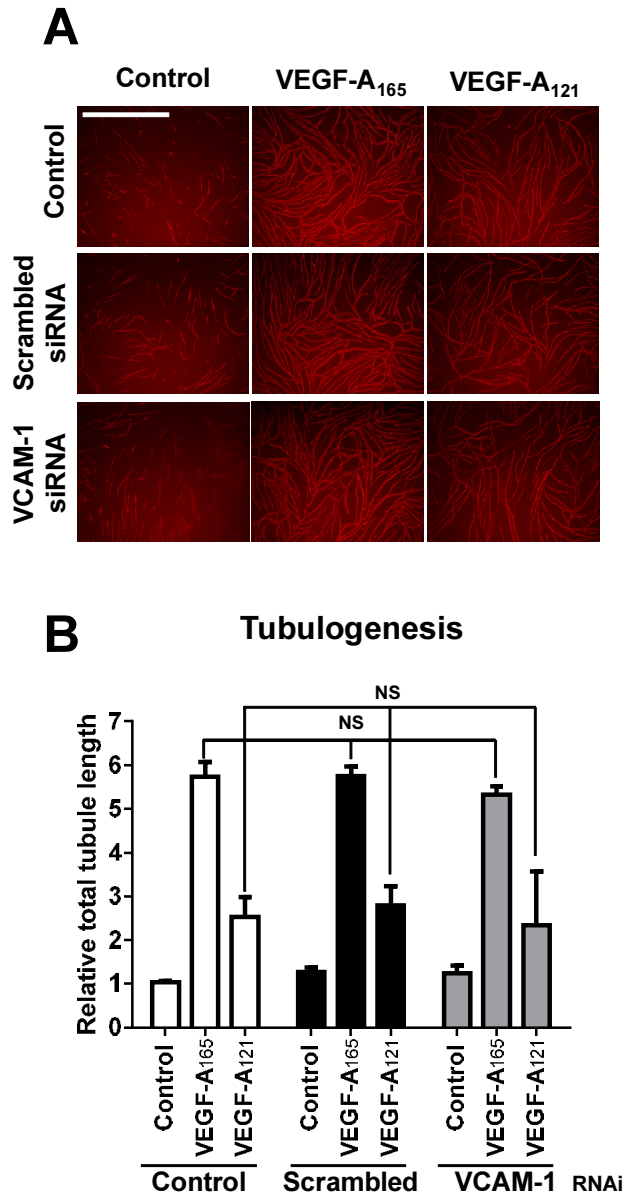 A
Control VEGF-A165 VEGF-A121
Control
Scrambled
siRNA
VCAM-1
siRNA
B
Tubulogenesis
NS
NS
Relative total tubule length
7
6
5
4
3
2
1
0
Control VEGF-A165 VEGF-A121 Control VEGF-A165 VEGF-A121 Control VEGF-A165 VEGF-A121
Control Scrambled VCAM-1 RNAi